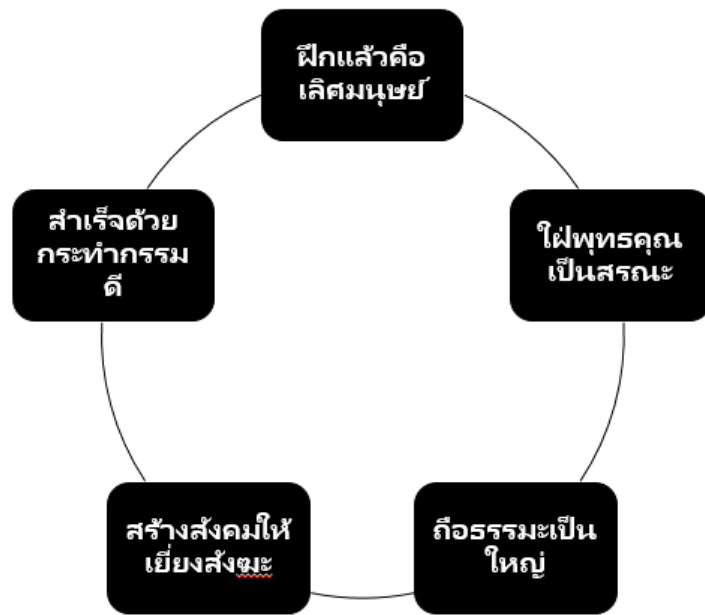 ฝึกแล้วคือ
เลิศมนุษย์
ใฝ่พุทธคุณ
เป็นสรณะ
ถือธรรมะเป็น
ใหญ่
สร้างสังคมให้
เยี่ยงสังฆะ
สำเร็จด้วย
กระทำกรรม
ดี